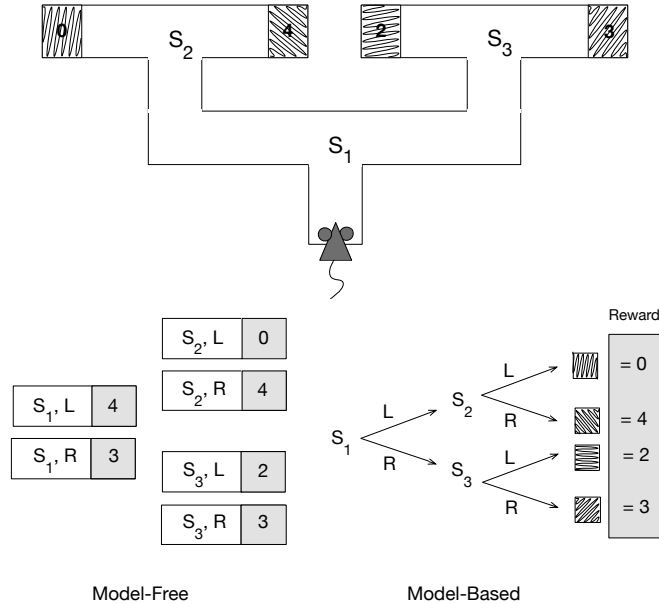 0 4 2 3
S2 S3
S1
Reward
S2, L 0
S2, R 4
S1, L 4
S1, R 3
S3, L 2
S3, R 3
S1
L
R
S2
S3
L
R
L
R
= 0
= 4
= 2
= 3
Model-Free Model-Based